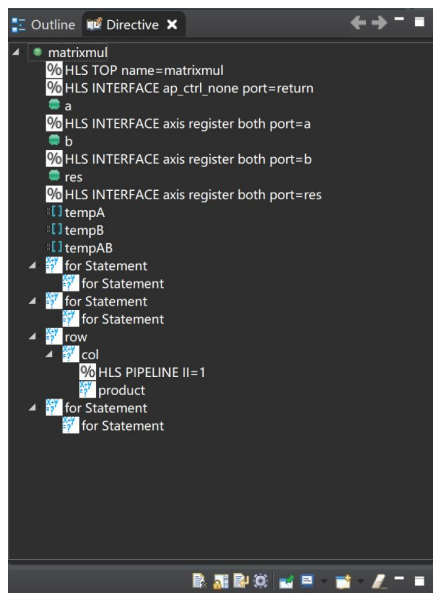 Outline Directive
matrixmul
% HLS TOP name=matrixmul
% HLS INTERFACE ap_ctrl_none port=return
a
% HLS INTERFACE axis register both port=a
b
% HLS INTERFACE axis register both port=b
res
% HLS INTERFACE axis register both port=res
tempA
tempB
tempAB
for Statement
for Statement
for Statement
for Statement
row
col
% HLS PIPELINE II=1
product
for Statement
for Statement